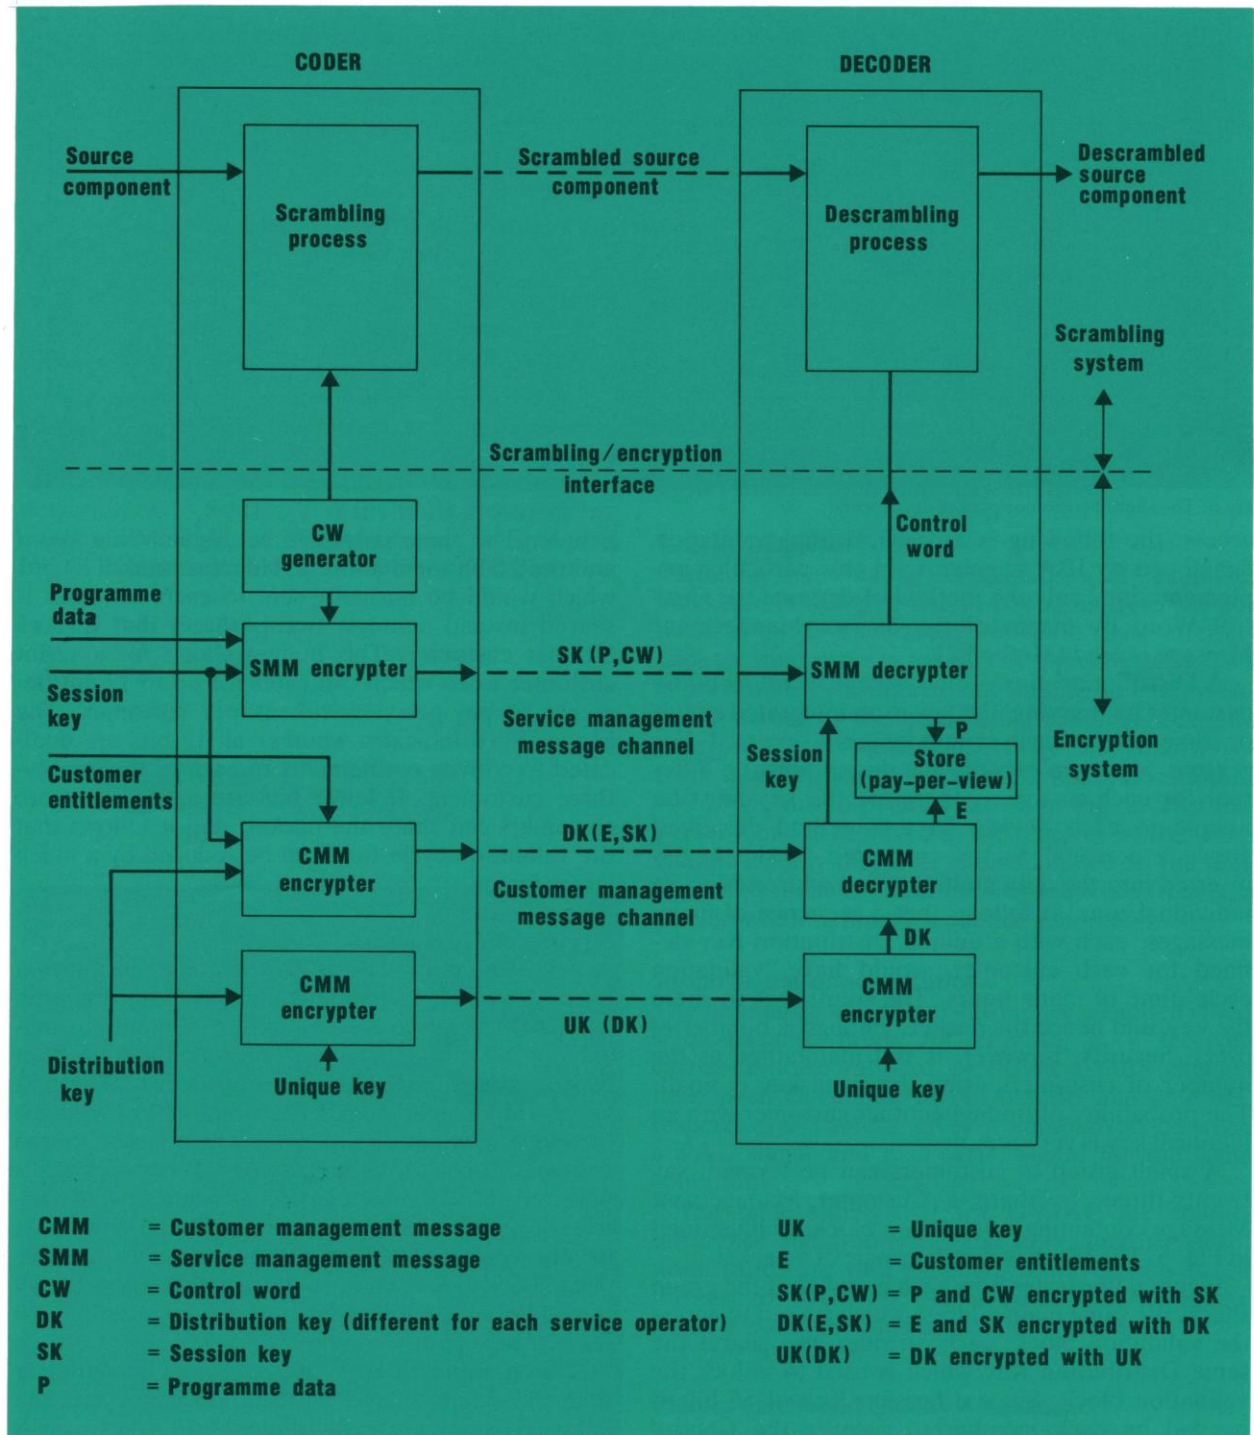 CODER
DECODER
Source
component
Scrambling
process
Scrambled source
component
Descrambling
process
Descrambled
source
component
Scrambling
system
Scrambling/encryption
interface
CW
generator
Control
word
Programme
data
SMM encrypter
SK(P,CW)
SMM decrypter
Session
key
Service management
message channel
Session
key
P
Store
(pay-per-view)
E
Encryption
system
Customer
entitlements
CMM
encrypter
DK(E,SK)
CMM
decrypter
Customer management
message channel
DK
CMM
encrypter
UK (DK)
CMM
encrypter
Distribution
key
Unique key
Unique key
CMM = Customer management message
SMM = Service management message
CW = Control word
DK = Distribution key (different for each service operator)
SK = Session key
P = Programme data
UK = Unique key
E = Customer entitlements
SK(P,CW) = P and CW encrypted with SK
DK(E,SK) = E and SK encrypted with DK
UK(DK) = DK encrypted with UK